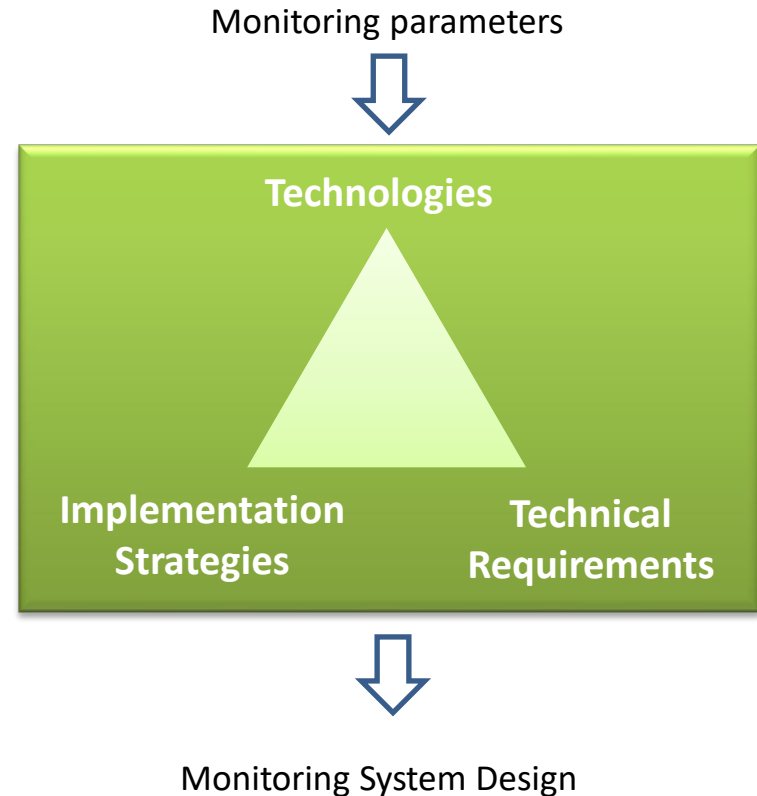 Monitoring parameters
Technologies
Implementation
Strategies
Technical
Requirements
Monitoring System Design